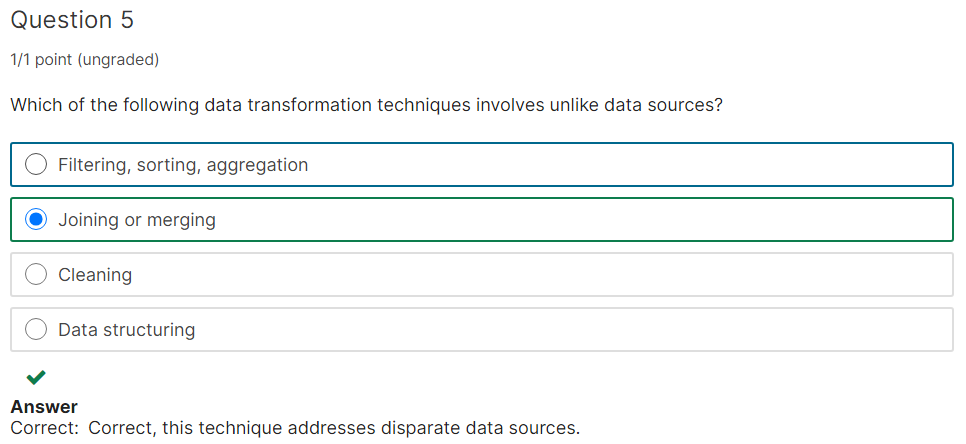 Question 5
1/1 point (ungraded)
Which of the following data transformation techniques involves unlike data sources?
Filtering, sorting, aggregation
Joining or merging
Cleaning
Data structuring
Answer
Correct: Correct, this technique addresses disparate data sources.